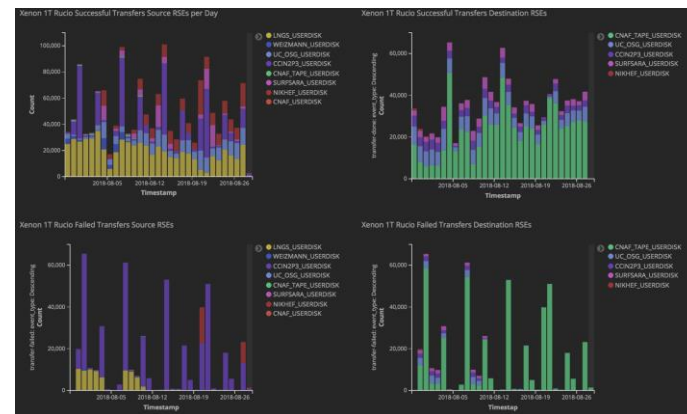 Xenon 1T Rucio Successful Transfers Source RSEs per Day
100,000
80,000
60,000
40,000
20,000
0
Count
2018-08-05 2018-08-12 2018-08-19 2018-08-26
Timestamp
LNGS_USERDISK
WEIZMANN_USERDISK
UC_OSG_USERDISK
CCIN2P3_USERDISK
CNAF_TAPE_USERDISK
SURFSARA_USERDISK
NIKHEF_USERDISK
CNAF_USERDISK
Xenon 1T Rucio Successful Transfers Destination RSEs
60,000
40,000
20,000
0
transfer-done: event_type: Descending
Count
2018-08-05 2018-08-12 2018-08-19 2018-08-26
Timestamp
CNAF_TAPE_USERDISK
UC_OSG_USERDISK
CCIN2P3_USERDISK
SURFSARA_USERDISK
NIKHEF_USERDISK
Xenon 1T Rucio Failed Transfers Source RSEs
60,000
40,000
20,000
0
transfer-failed: event_type: Descending
Count
2018-08-05 2018-08-12 2018-08-19 2018-08-26
Timestamp
LNGS_USERDISK
WEIZMANN_USERDISK
CCIN2P3_USERDISK
UC_OSG_USERDISK
CNAF_TAPE_USERDISK
SURFSARA_USERDISK
NIKHEF_USERDISK
CNAF_USERDISK
Xenon 1T Rucio Failed Transfers Destination RSEs
60,000
40,000
20,000
0
transfer-failed: event_type: Descending
Count
2018-08-05 2018-08-12 2018-08-19 2018-08-26
Timestamp
CNAF_TAPE_USERDISK
UC_OSG_USERDISK
CCIN2P3_USERDISK
SURFSARA_USERDISK
NIKHEF_USERDISK